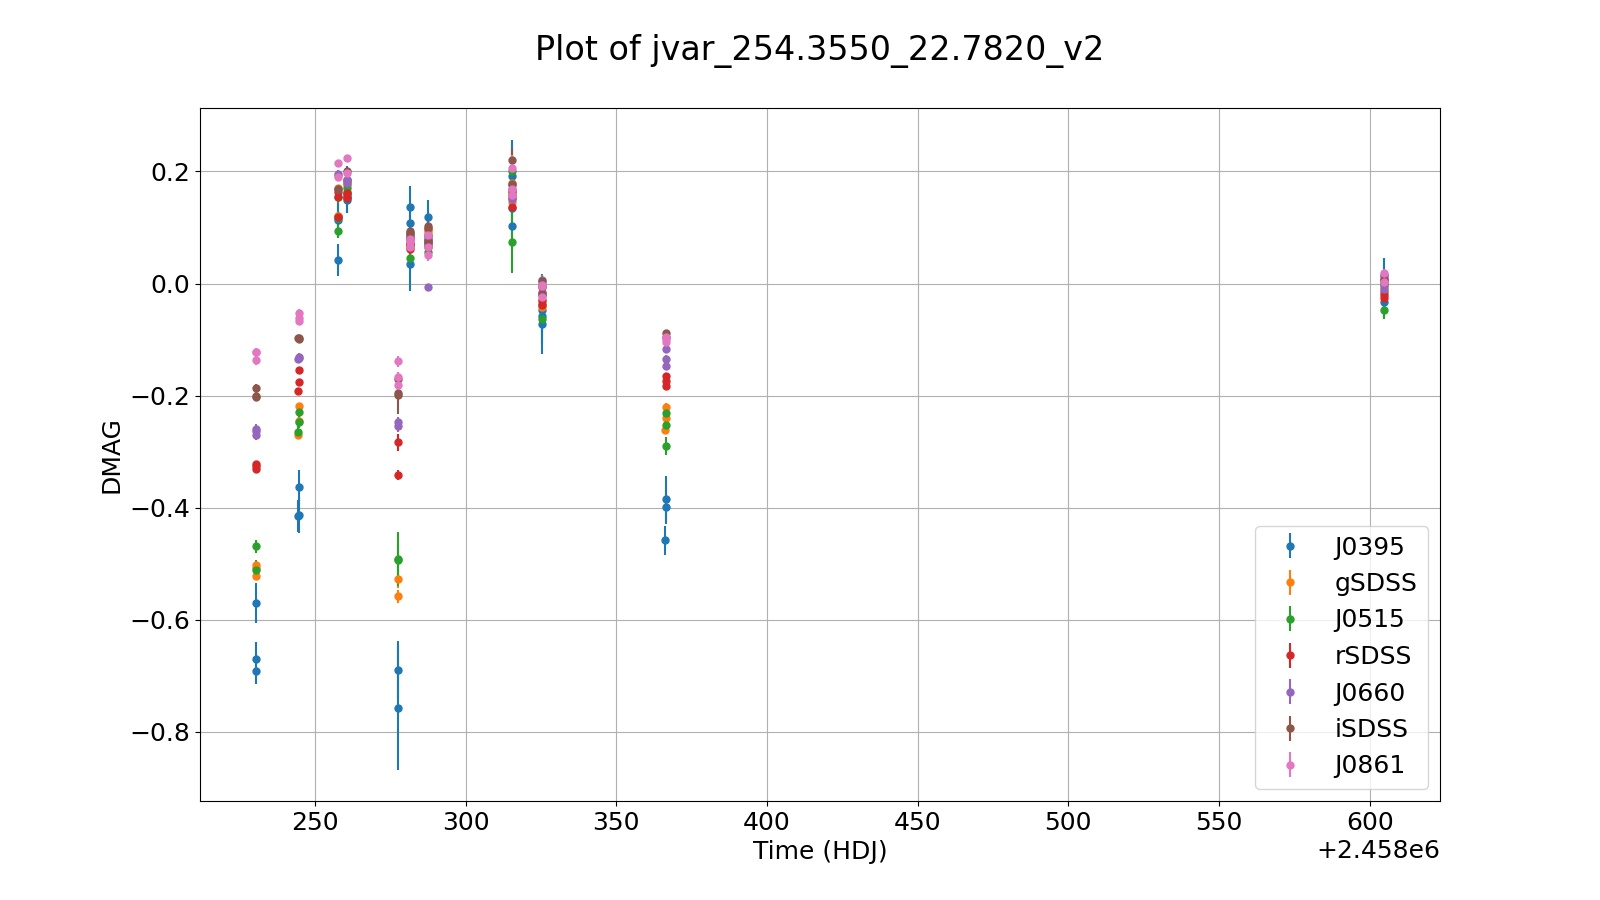 Plot of jvar_254.3550_22.7820_v2
DMAG
0.2
0.0
−0.2
−0.4
−0.6
−0.8
J0395
gSDSS
J0515
rSDSS
J0660
iSDSS
J0861
250 300 350 400 450 500 550 600
Time (HDJ)
+2.458e6